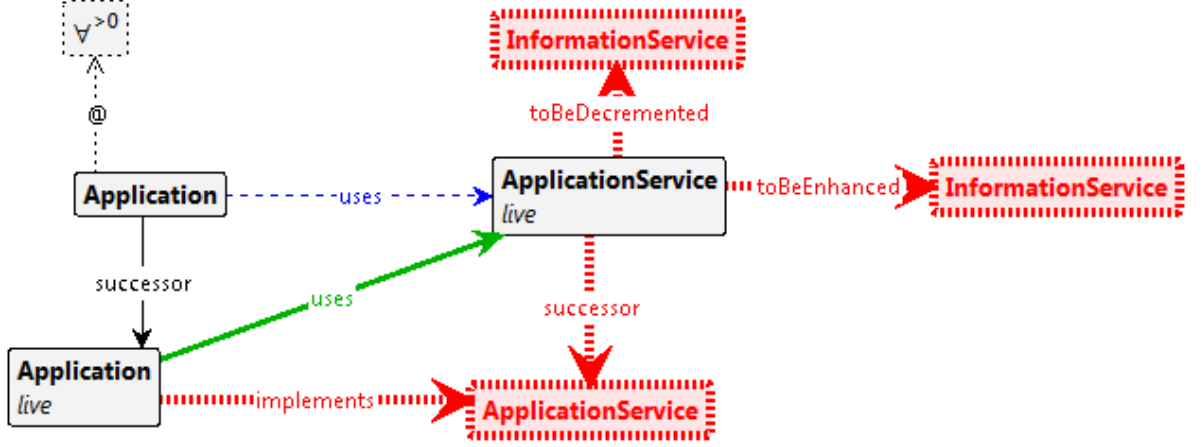 ∀>0
InformationService
toBeDecremented
@
Application
uses
ApplicationService
live
toBeEnhanced
InformationService
successor
uses
successor
Application
live
implements
ApplicationService